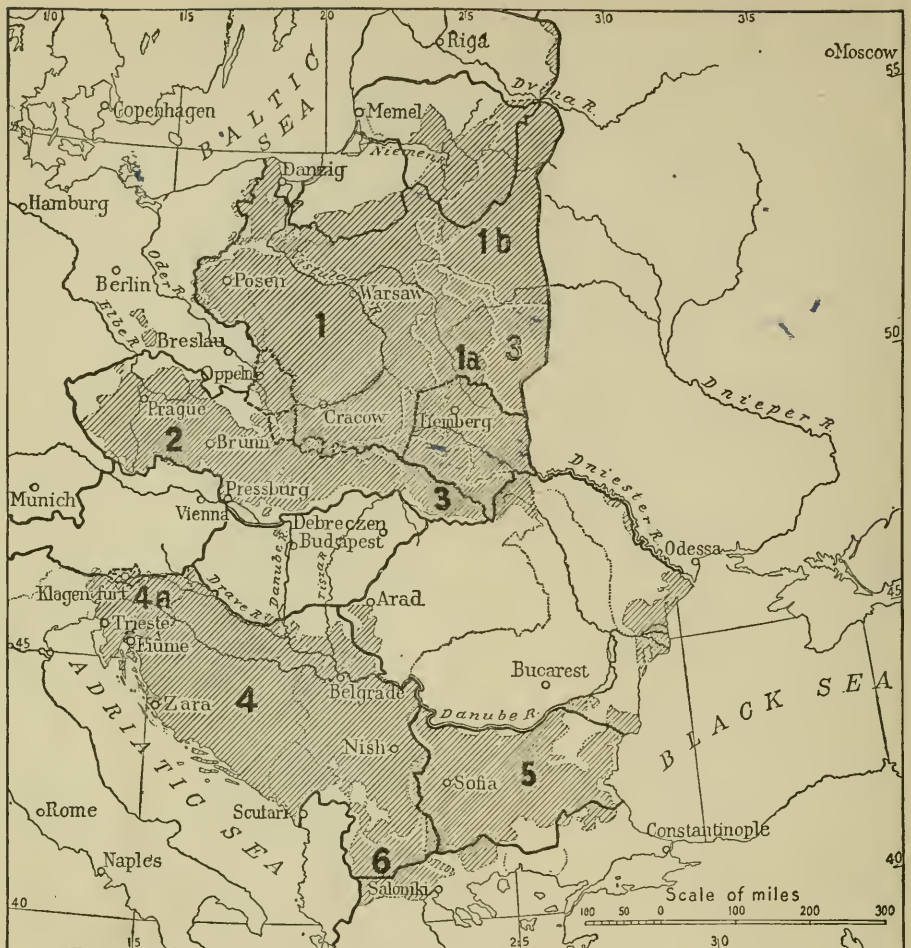 10 15 20 25 30 35
Riga
Moscow
55
Dvina R.
Copenhagen
BALTIC
SEA
Memel
Niemen
Danzig
Hamburg
1b
Oder R.
Posen
Berlin
Warsaw
Elbe R.
1
50
Breslau
1a
3
Oppeln
Dnieper R.
Prague
Cracow
Lemberg
2
Brünn
Dniester R.
Munich
Pressburg
3
Vienna
Debreczen
Budapest
Danube R.
Odessa
Tisza R.
Klagenfurt
4a
Drave R.
Arad
45
45
Trieste
Fiume
Bucarest
ADRIATIC SEA
Zara
4
Belgrade
Danube R.
BLACK SEA
Nish
Sofia
5
Rome
Scutari
Constantinople
Naples
6
40
Saloniki
Scale of miles
40
100 50 0 100 200 300
15 25 30